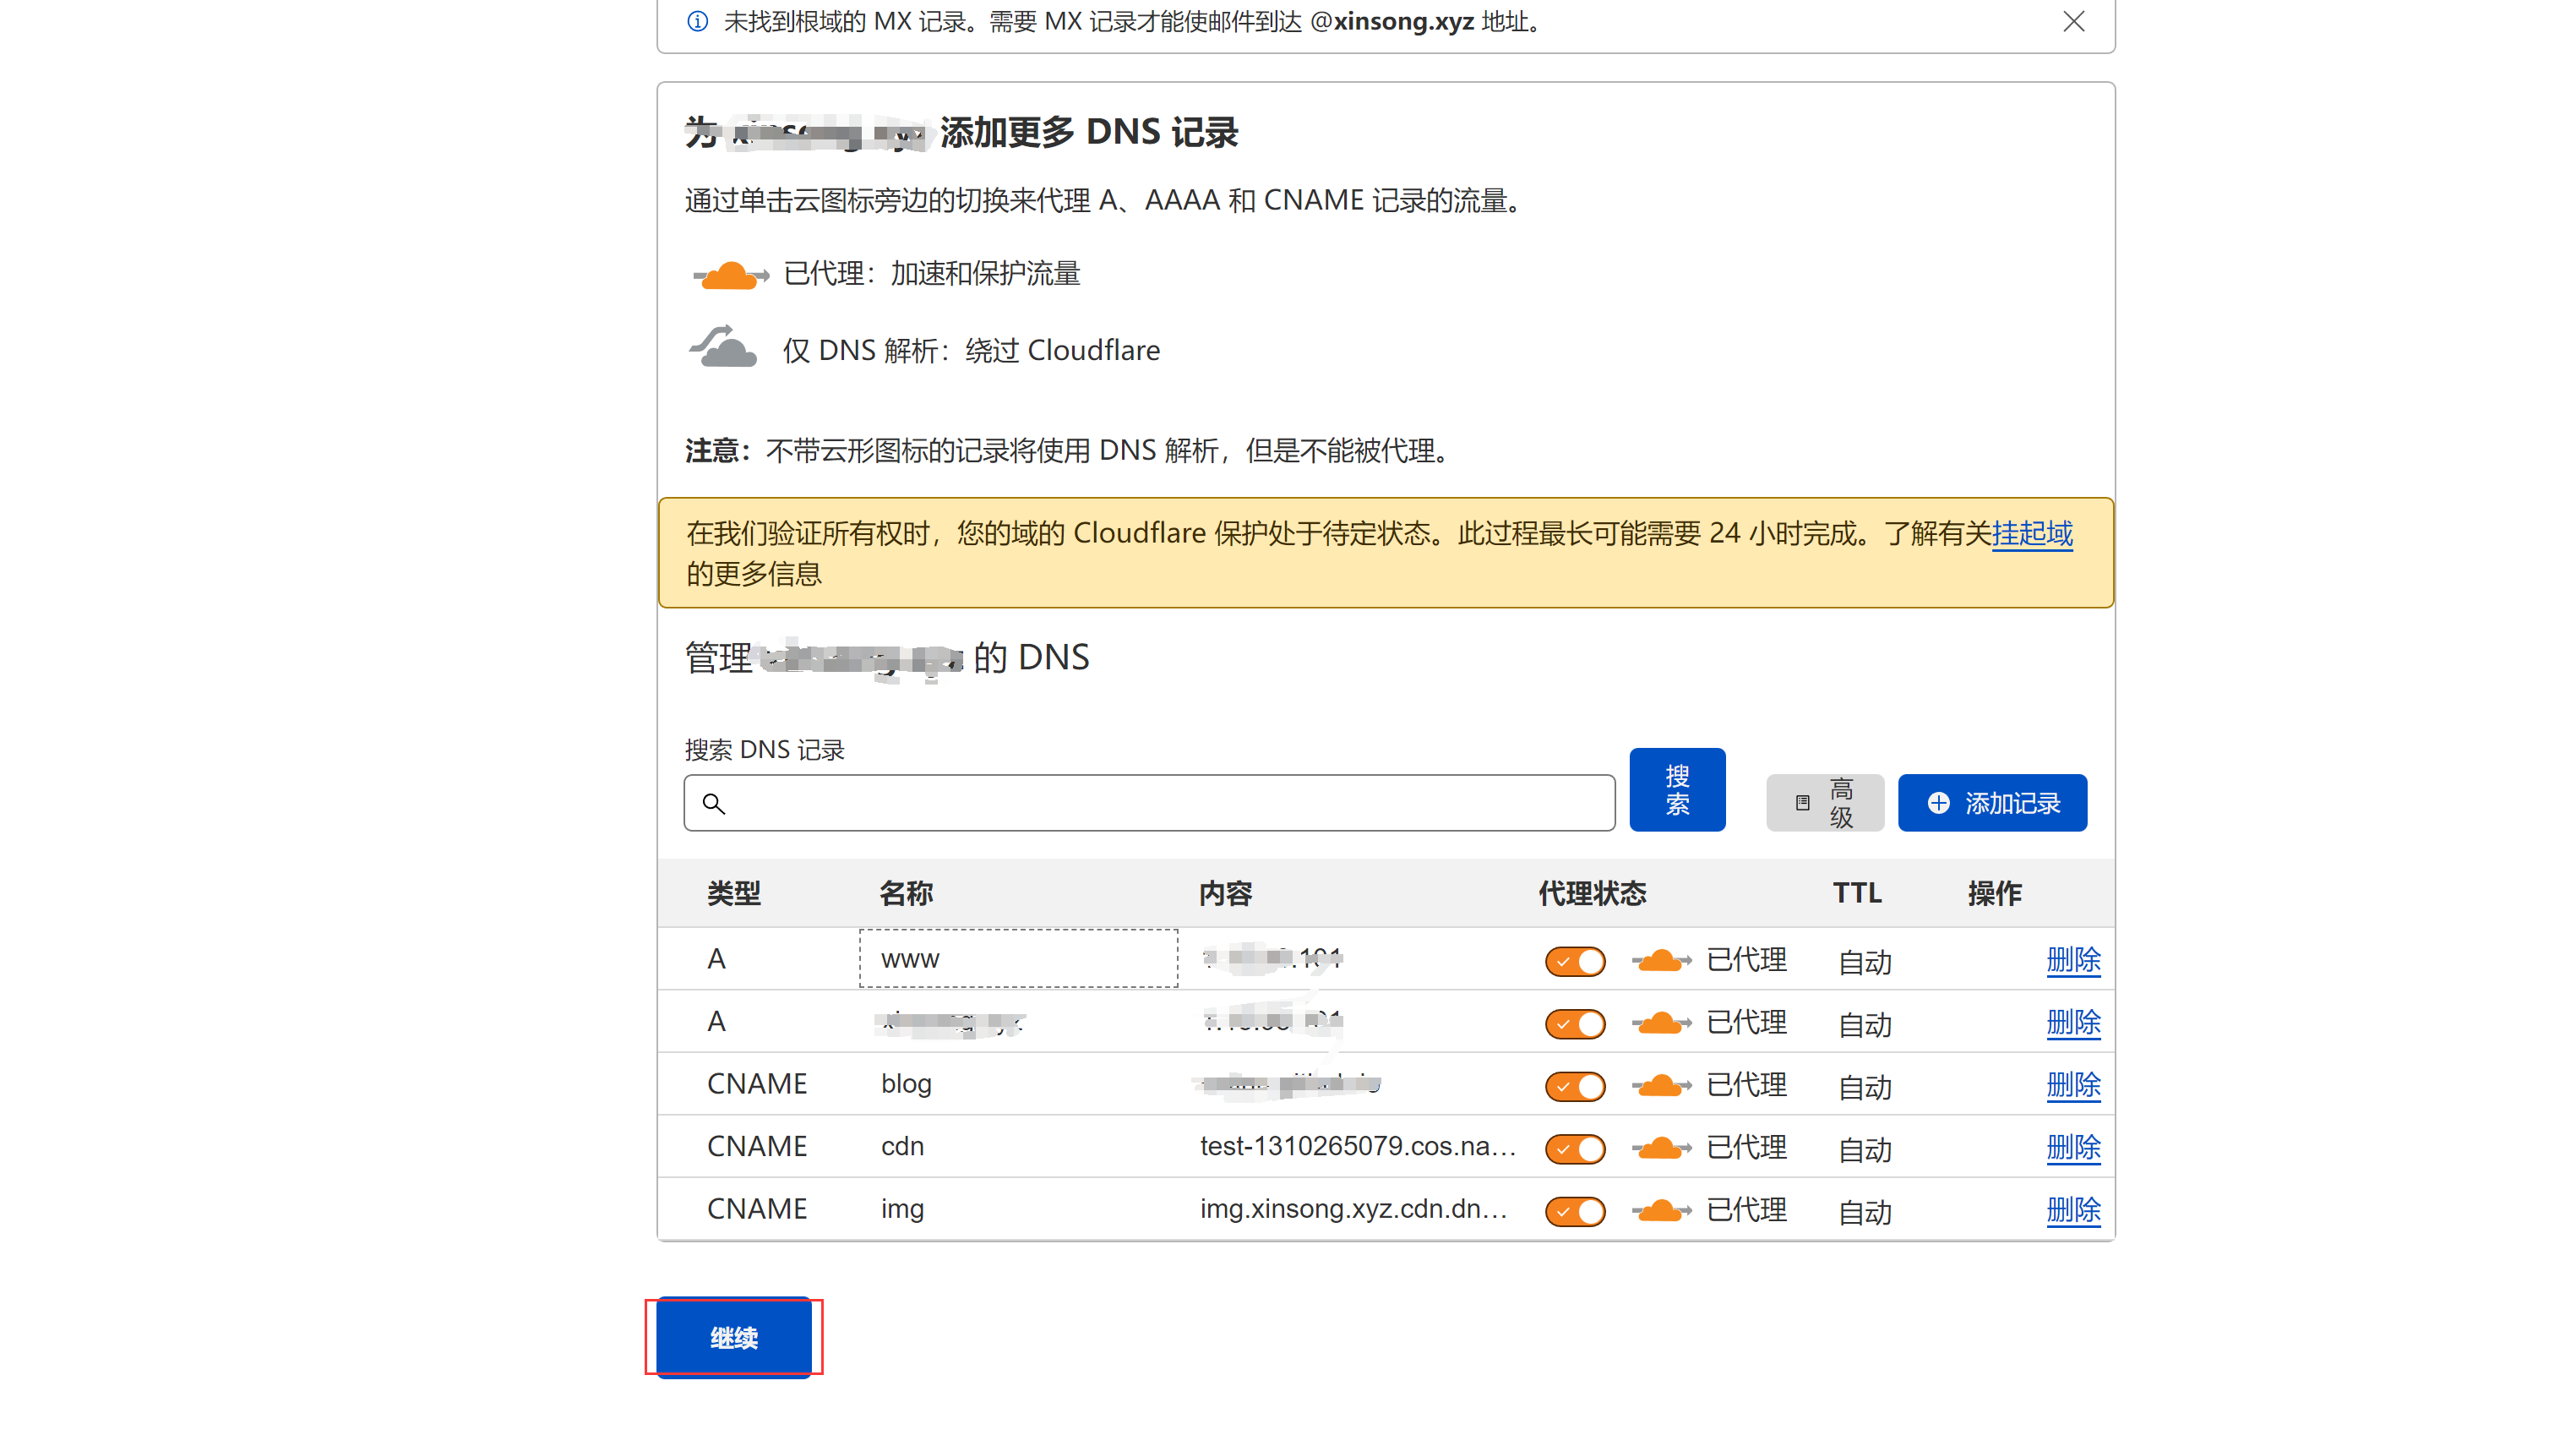 未找到根域的 MX 记录。需要 MX 记录才能使邮件到达 @xinsong.xyz 地址。
为 添加更多 DNS 记录
通过单击云图标旁边的切换来代理 A、AAAA 和 CNAME 记录的流量。
已代理：加速和保护流量
仅 DNS 解析：绕过 Cloudflare
注意：不带云形图标的记录将使用 DNS 解析，但是不能被代理。
在我们验证所有权时，您的域的 Cloudflare 保护处于待定状态。此过程最长可能需要 24 小时完成。了解有关挂起域
的更多信息
管理 的 DNS
搜索 DNS 记录
搜索 高级 添加记录
类型 名称 内容 代理状态 TTL 操作
A www 已代理 自动 删除
A 已代理 自动 删除
CNAME blog 已代理 自动 删除
CNAME cdn test-1310265079.cos.na... 已代理 自动 删除
CNAME img img.xinsong.xyz.cdn.dn... 已代理 自动 删除
继续